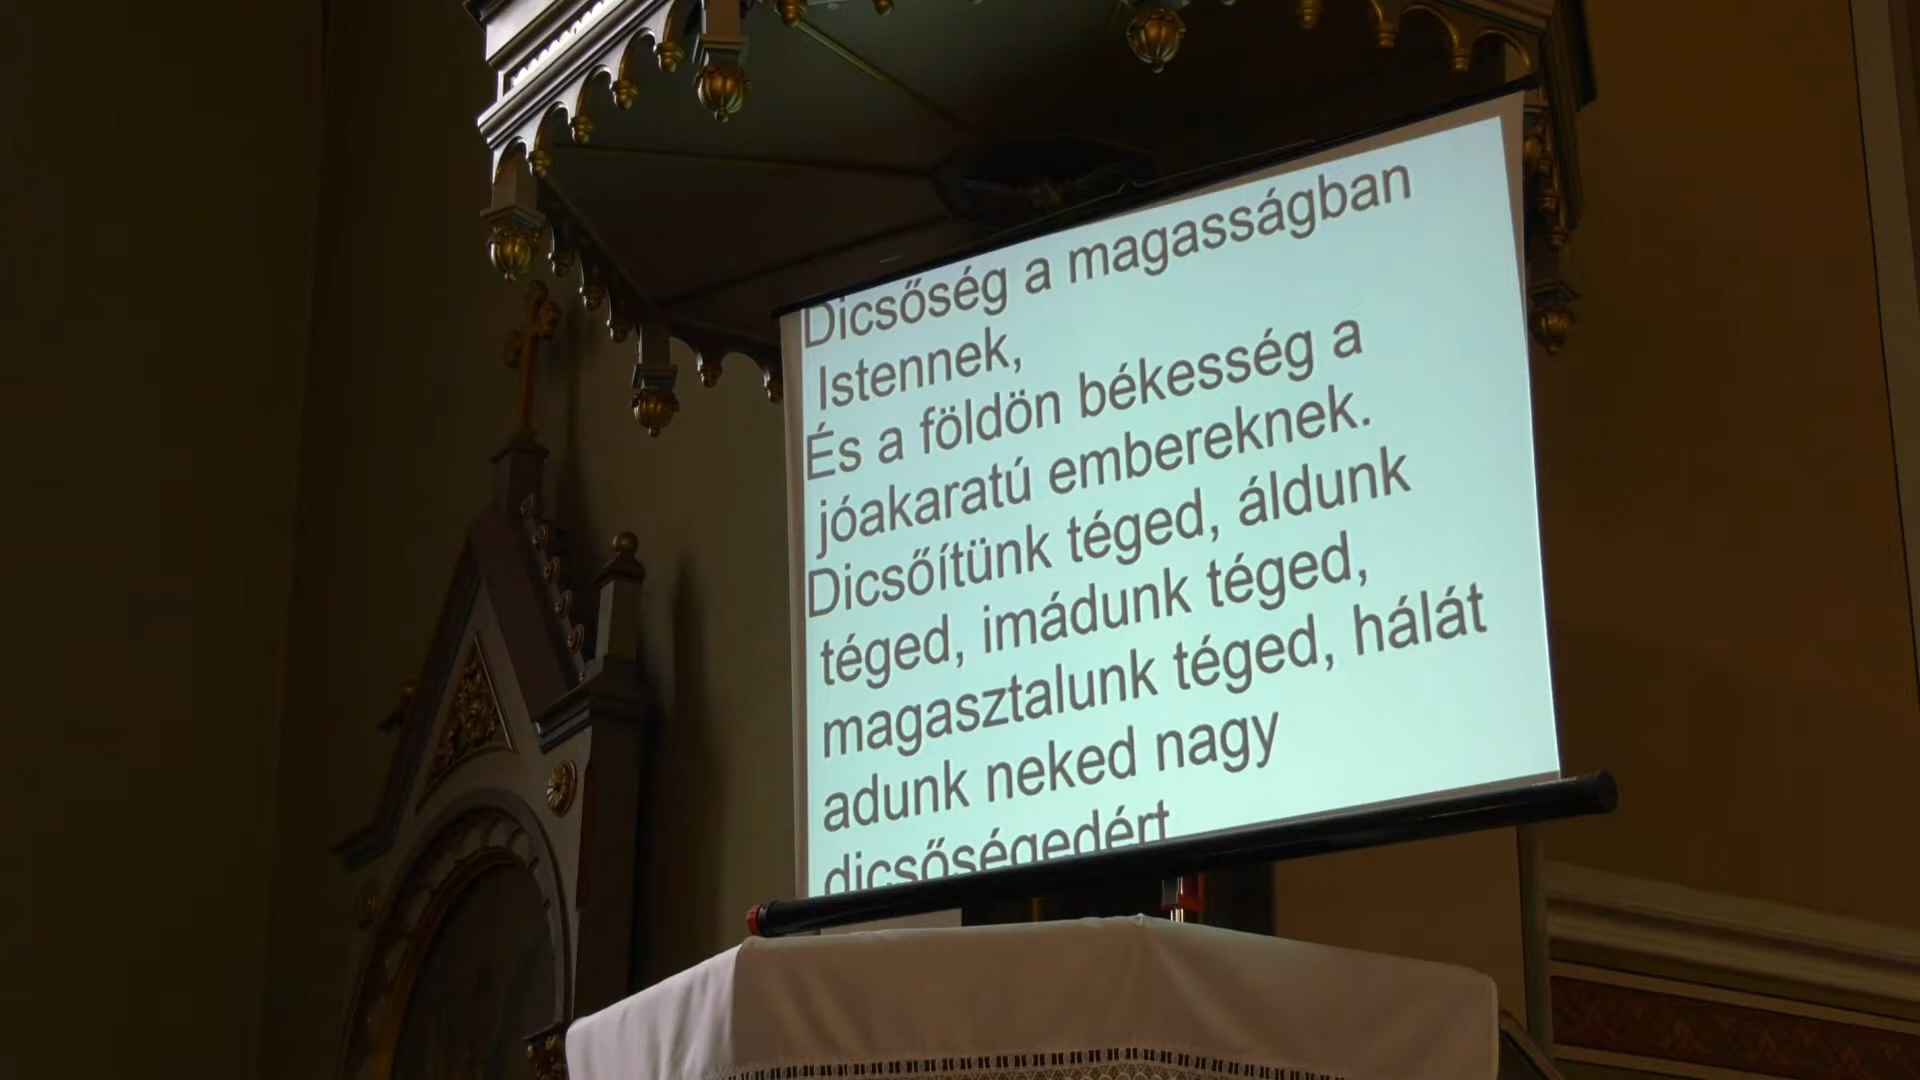 Dicsőség a magasságban
Istennek,
És a földön békesség a
jóakaratú embereknek.
Dicsőítünk téged, áldunk
téged, imádunk téged,
magasztalunk téged, hálát
adunk neked nagy
dicsőségedért